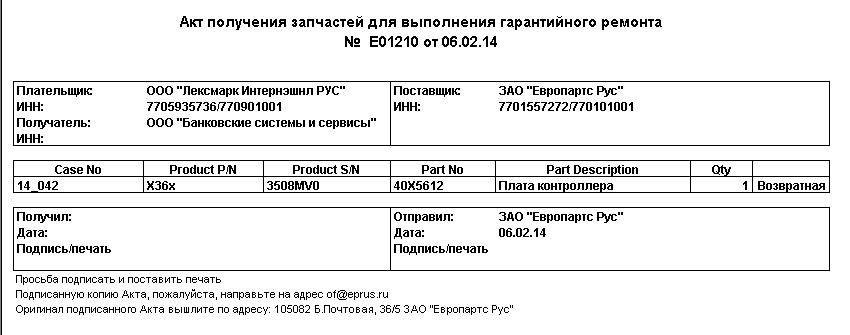 Акт получения запчастей для выполнения гарантийного ремонта
№ E01210 от 06.02.14
Плательщик: ООО "Лексмарк Интернэшнл РУС" Поставщик: ЗАО "Европартс Рус"
ИНН: 7705935736/770901001 ИНН: 7701557272/770101001
Получатель: ООО "Банковские системы и сервисы"
ИНН:
Case No Product P/N Product S/N Part No Part Description Qty
14_042 X36x 3508MV0 40X5612 Плата контроллера 1 Возвратная
Получил: Отправил: ЗАО "Европартс Рус"
Дата: Дата: 06.02.14
Подпись/печать Подпись/печать
Просьба подписать и поставить печать
Подписанную копию Акта, пожалуйста, направьте на адрес of@eprus.ru
Оригинал подписанного Акта вышлите по адресу: 105082 Б.Почтовая, 36/5 ЗАО "Европартс Рус"